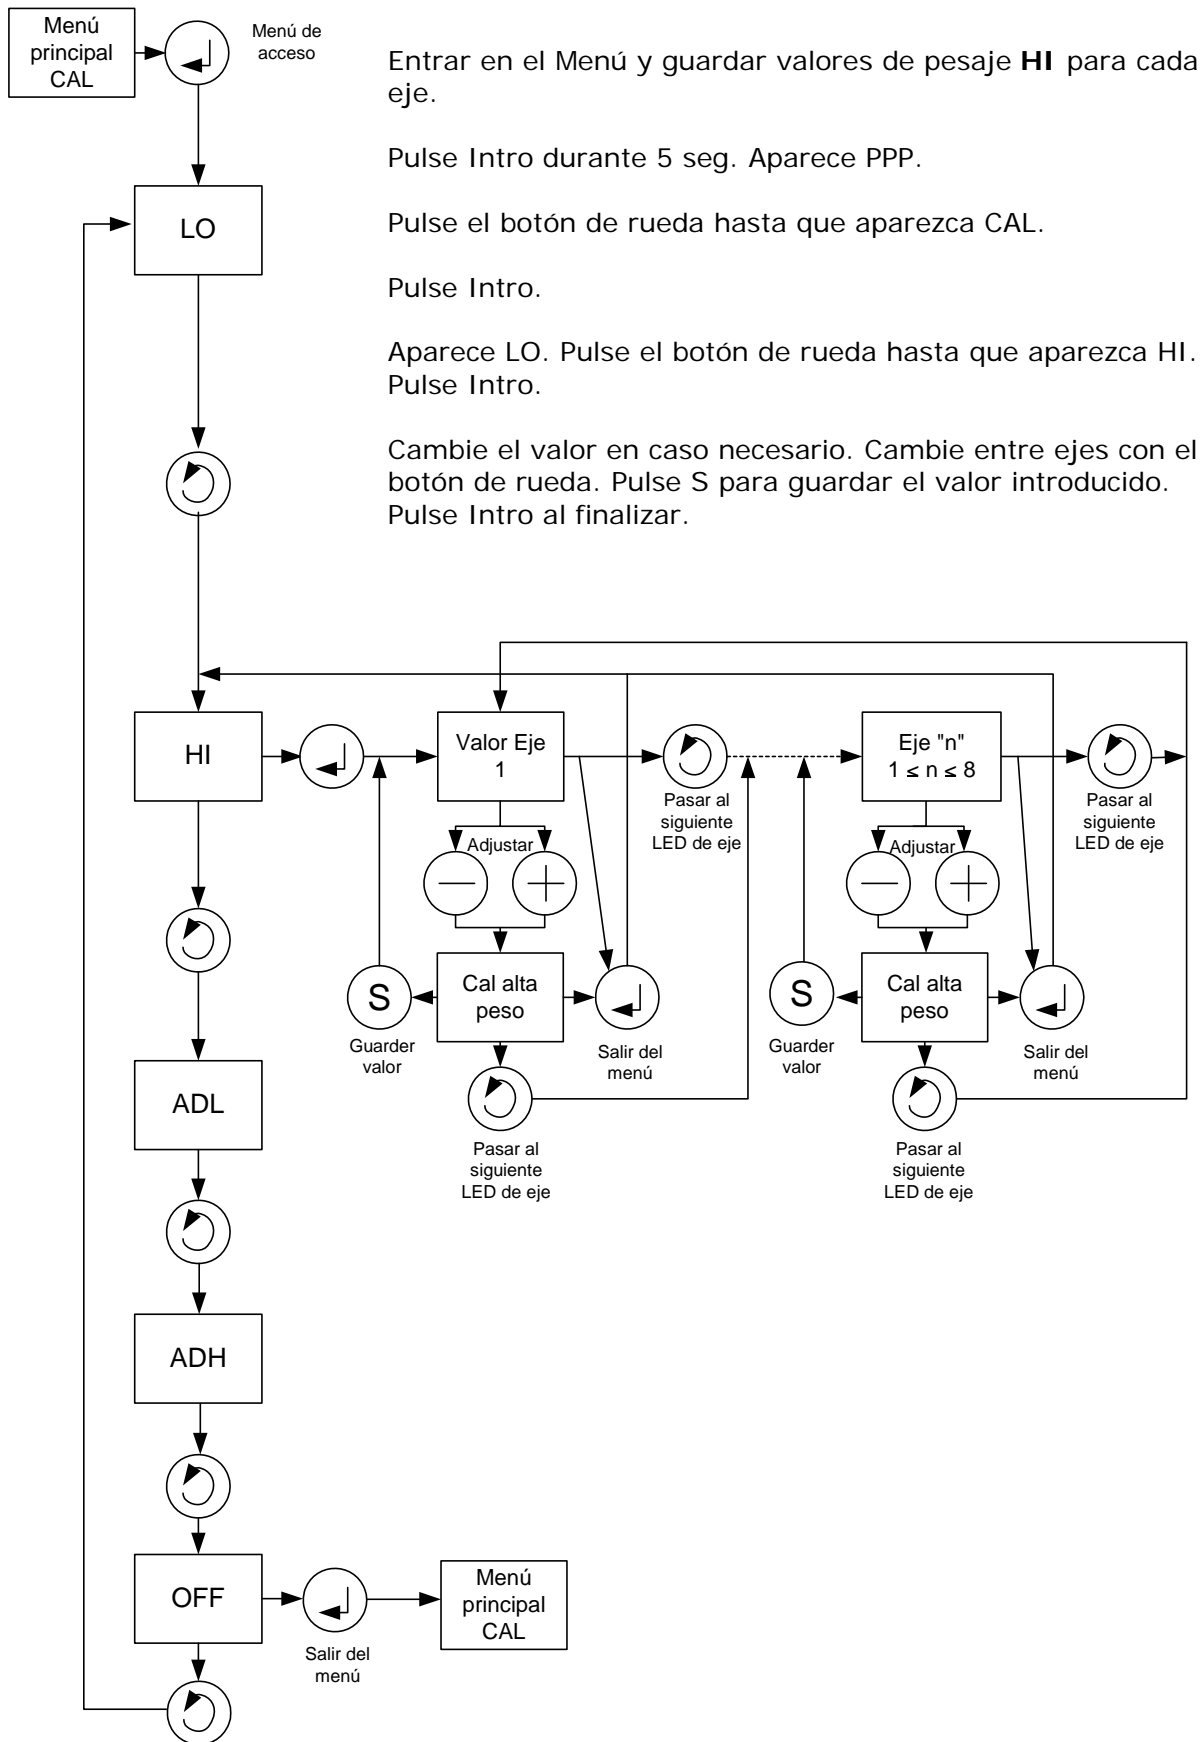 Menú
principal
CAL
Menú de
acceso
Entrar en el Menú y guardar valores de pesaje HI para cada
eje.
Pulse Intro durante 5 seg. Aparece PPP.
Pulse el botón de rueda hasta que aparezca CAL.
Pulse Intro.
Aparece LO. Pulse el botón de rueda hasta que aparezca HI.
Pulse Intro.
Cambie el valor en caso necesario. Cambie entre ejes con el
botón de rueda. Pulse S para guardar el valor introducido.
Pulse Intro al finalizar.
LO
HI
Valor Eje
1
Pasar al
siguiente
LED de eje
Eje "n"
1 ≤ n ≤ 8
Pasar al
siguiente
LED de eje
Adjustar
Adjustar
S
Guarder
valor
Cal alta
peso
Salir del
menú
S
Guarder
valor
Cal alta
peso
Salir del
menú
Pasar al
siguiente
LED de eje
Pasar al
siguiente
LED de eje
ADL
ADH
OFF
Salir del
menú
Menú
principal
CAL